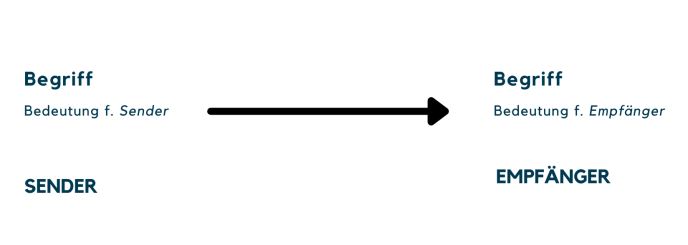 Begriff
Bedeutung f. Sender
SENDER
Begriff
Bedeutung f. Empfänger
EMPFÄNGER